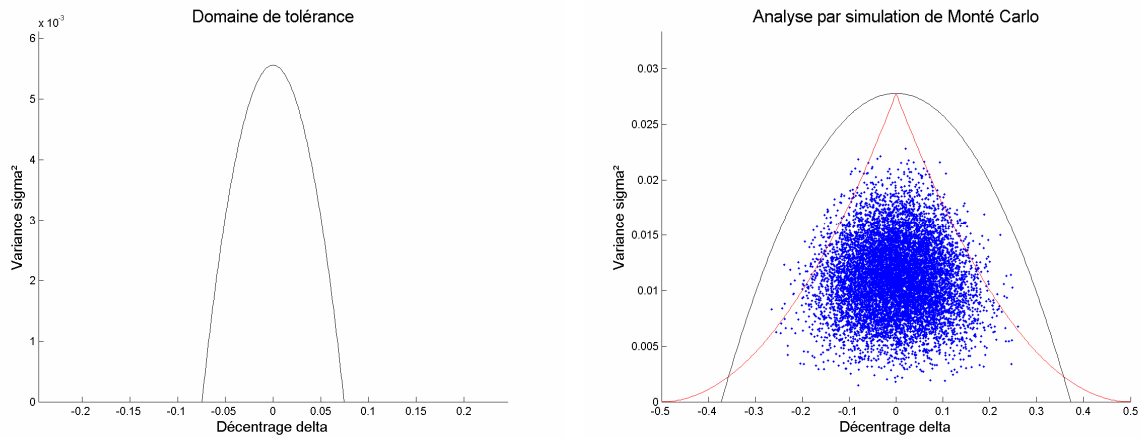 Domaine de tolérance
x 10⁻³
6
5
4
3
2
1
0
Variance sigma²
-0.2 -0.15 -0.1 -0.05 0 0.05 0.1 0.15 0.2
Décentrage delta
Analyse par simulation de Monté Carlo
0.03
0.025
0.02
0.015
0.01
0.005
0
Variance sigma²
-0.5 -0.4 -0.3 -0.2 -0.1 0 0.1 0.2 0.3 0.4 0.5
Décentrage delta